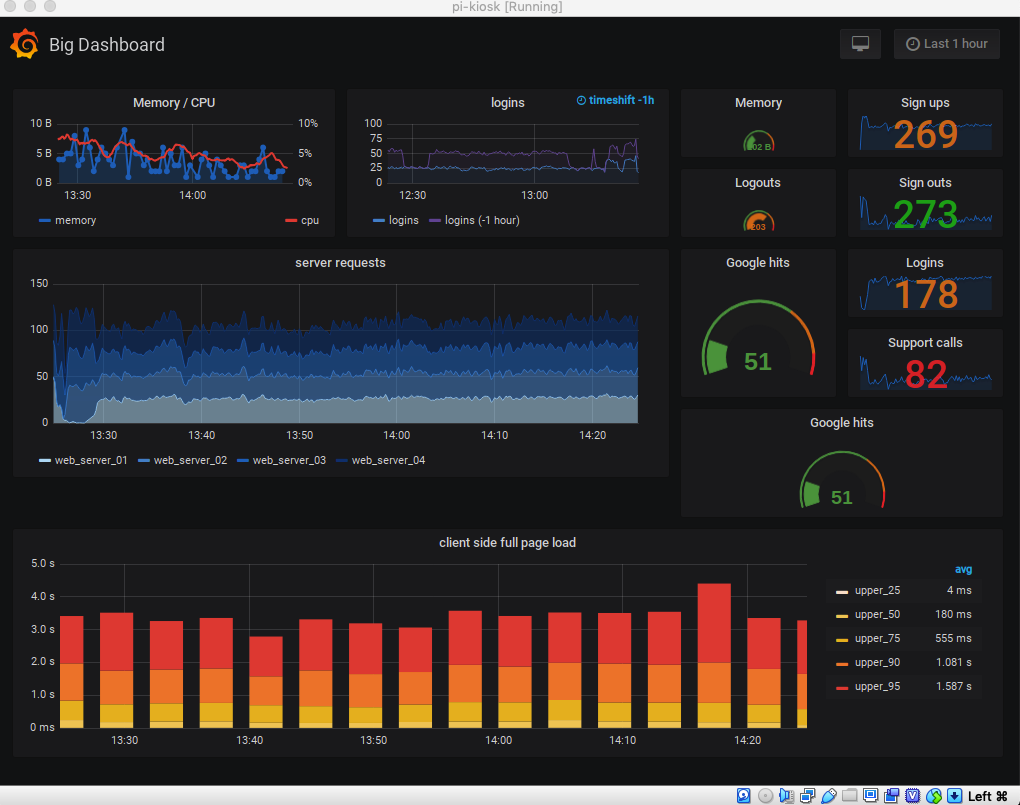 pi-kiosk [Running]
Big Dashboard
Last 1 hour
Memory / CPU
10 B
5 B
0 B
10%
5%
0%
13:30
14:00
memory
cpu
logins
timeshift -1h
100
75
50
25
0
12:30
13:00
logins
logins (-1 hour)
Memory
Sign ups
269
Logouts
203
Sign outs
273
server requests
150
100
50
0
13:30
13:40
13:50
14:00
14:10
14:20
web_server_01
web_server_02
web_server_03
web_server_04
Google hits
51
Logins
178
Support calls
82
Google hits
51
client side full page load
5.0 s
4.0 s
3.0 s
2.0 s
1.0 s
0 ms
13:30
13:40
13:50
14:00
14:10
14:20
avg
upper_25 4 ms
upper_50 180 ms
upper_75 555 ms
upper_90 1.081 s
upper_95 1.587 s
Left ⌘